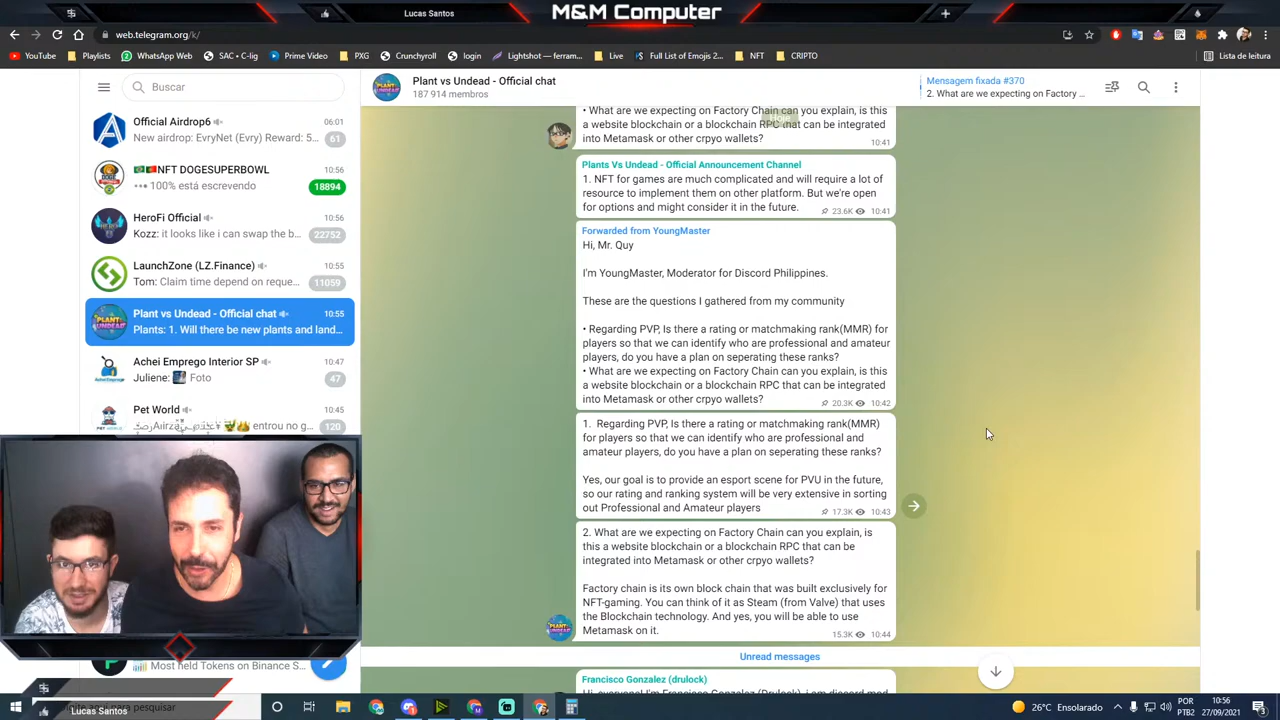 M&M Computer
Lucas Santos
web.telegram.org/k/
YouTube
Playlists
WhatsApp Web
SAC + C-lig
Prime Video
PXG
Crunchyroll
login
Lightshot — ferram...
Live
Full List of Emojis 2...
NFT
CRIPTO
Lista de leitura
Buscar
Plant vs Undead - Official chat
187 914 membros
Mensagem fixada #370
2. What are we expecting on Factory ...
Official Airdrop6
06:01
New airdrop: EvryNet (Evry) Reward: 5...
61
NFT DOGESUPERBOWL
10:56
100% está escrevendo
18894
HeroFi Official
10:56
Kozz: it looks like i can swap the b...
22752
LaunchZone (LZ.Finance)
10:55
Tom: Claim time depend on reque...
11059
Plant vs Undead - Official chat
10:55
Plants: 1. Will there be new plants and land...
Achei Emprego Interior SP
10:47
Juliene: Foto
47
Pet World
10:45
entrou no g...
120
Most held Tokens on Binance S...
• What are we expecting on Factory Chain can you explain, is this
a website blockchain or a blockchain RPC that can be integrated
into Metamask or other crpyo wallets?
10:41
Hoje
Plants Vs Undead - Official Announcement Channel
1. NFT for games are much complicated and will require a lot of
resource to implement them on other platform. But we're open
for options and might consider it in the future.
23.6K 10:41
Forwarded from YoungMaster
Hi, Mr. Quy
I'm YoungMaster, Moderator for Discord Philippines.
These are the questions I gathered from my community
• Regarding PVP, Is there a rating or matchmaking rank(MMR) for
players so that we can identify who are professional and amateur
players, do you have a plan on seperating these ranks?
• What are we expecting on Factory Chain can you explain, is this
a website blockchain or a blockchain RPC that can be integrated
into Metamask or other crpyo wallets?
20.3K 10:42
1. Regarding PVP, Is there a rating or matchmaking rank(MMR)
for players so that we can identify who are professional and
amateur players, do you have a plan on seperating these ranks?
Yes, our goal is to provide an esport scene for PVU in the future,
so our rating and ranking system will be very extensive in sorting
out Professional and Amateur players
17.3K 10:43
2. What are we expecting on Factory Chain can you explain, is
this a website blockchain or a blockchain RPC that can be
integrated into Metamask or other crpyo wallets?
Factory chain is its own block chain that was built exclusively for
NFT-gaming. You can think of it as Steam (from Valve) that uses
the Blockchain technology. And yes, you will be able to use
Metamask on it.
15.3K 10:44
Unread messages
Francisco Gonzalez (drulock)
Lucas Santos
aqui para pesquisar
26°C Ensolarado
POR
PTB2
10:56
27/09/2021